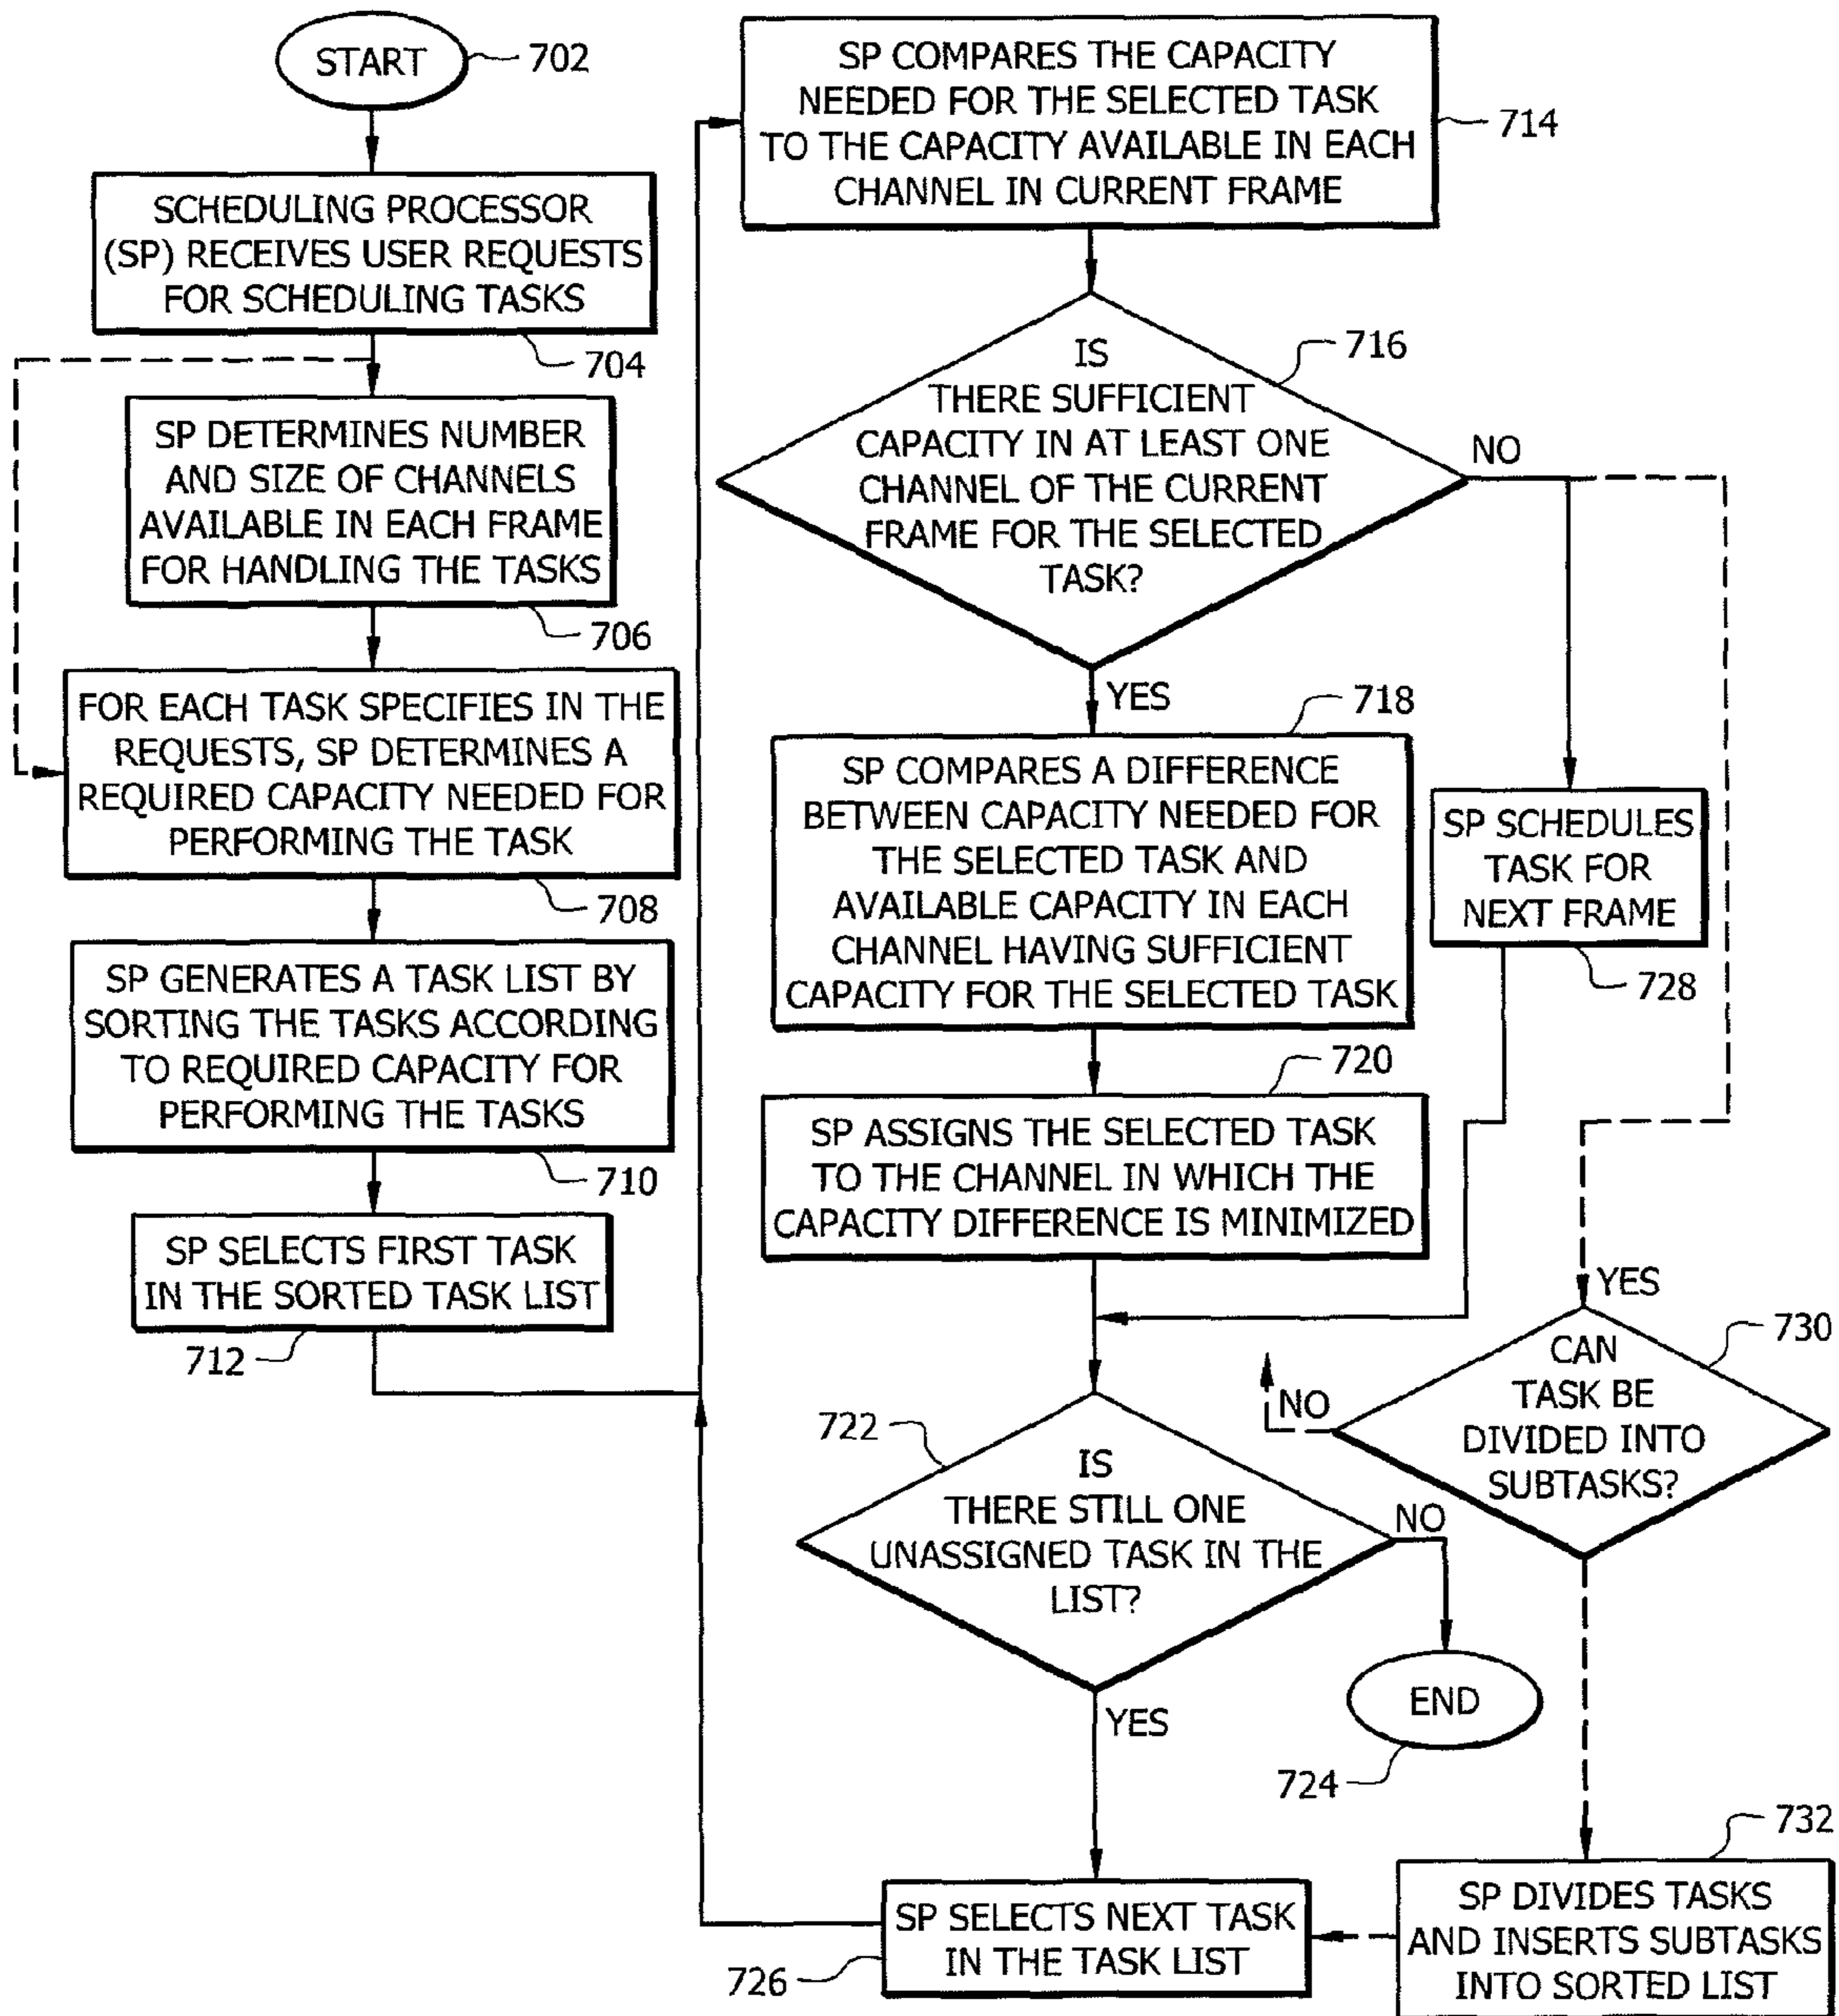 START
702
SCHEDULING PROCESSOR
(SP) RECEIVES USER REQUESTS
FOR SCHEDULING TASKS
704
SP DETERMINES NUMBER
AND SIZE OF CHANNELS
AVAILABLE IN EACH FRAME
FOR HANDLING THE TASKS
706
FOR EACH TASK SPECIFIES IN THE
REQUESTS, SP DETERMINES A
REQUIRED CAPACITY NEEDED FOR
PERFORMING THE TASK
708
SP GENERATES A TASK LIST BY
SORTING THE TASKS ACCORDING
TO REQUIRED CAPACITY FOR
PERFORMING THE TASKS
710
SP SELECTS FIRST TASK
IN THE SORTED TASK LIST
712
SP COMPARES THE CAPACITY
NEEDED FOR THE SELECTED TASK
TO THE CAPACITY AVAILABLE IN EACH
CHANNEL IN CURRENT FRAME
714
IS
THERE SUFFICIENT
CAPACITY IN AT LEAST ONE
CHANNEL OF THE CURRENT
FRAME FOR THE SELECTED
TASK?
716
NO
YES
718
SP COMPARES A DIFFERENCE
BETWEEN CAPACITY NEEDED FOR
THE SELECTED TASK AND
AVAILABLE CAPACITY IN EACH
CHANNEL HAVING SUFFICIENT
CAPACITY FOR THE SELECTED TASK
SP SCHEDULES
TASK FOR
NEXT FRAME
728
720
SP ASSIGNS THE SELECTED TASK
TO THE CHANNEL IN WHICH THE
CAPACITY DIFFERENCE IS MINIMIZED
YES
730
CAN
TASK BE
DIVIDED INTO
SUBTASKS?
NO
722
IS
THERE STILL ONE
UNASSIGNED TASK IN THE
LIST?
NO
END
724
YES
732
SP DIVIDES TASKS
AND INSERTS SUBTASKS
INTO SORTED LIST
SP SELECTS NEXT TASK
IN THE TASK LIST
726